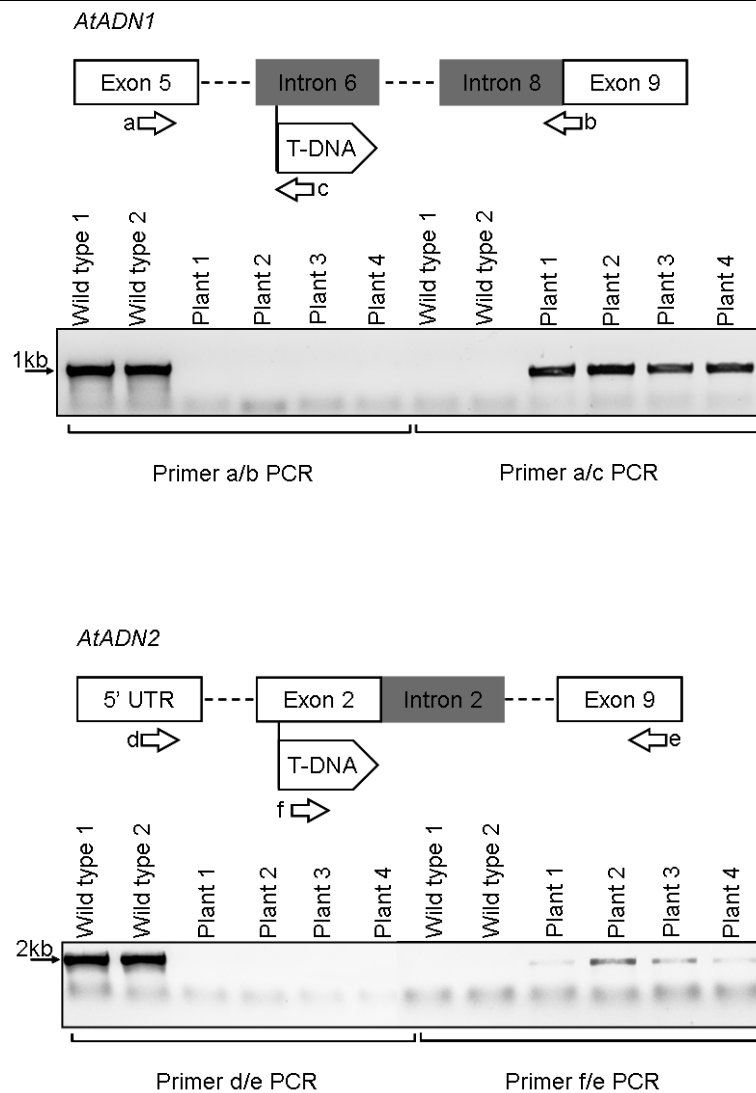 AtADN1
Exon 5 Intron 6 Intron 8 Exon 9
a b
T-DNA
c
Wild type 1 Wild type 2 Plant 1 Plant 2 Plant 3 Plant 4 Wild type 1 Wild type 2 Plant 1 Plant 2 Plant 3 Plant 4
1kb
Primer a/b PCR Primer a/c PCR
AtADN2
5' UTR Exon 2 Intron 2 Exon 9
d e
T-DNA
f
Wild type 1 Wild type 2 Plant 1 Plant 2 Plant 3 Plant 4 Wild type 1 Wild type 2 Plant 1 Plant 2 Plant 3 Plant 4
2kb
Primer d/e PCR Primer f/e PCR